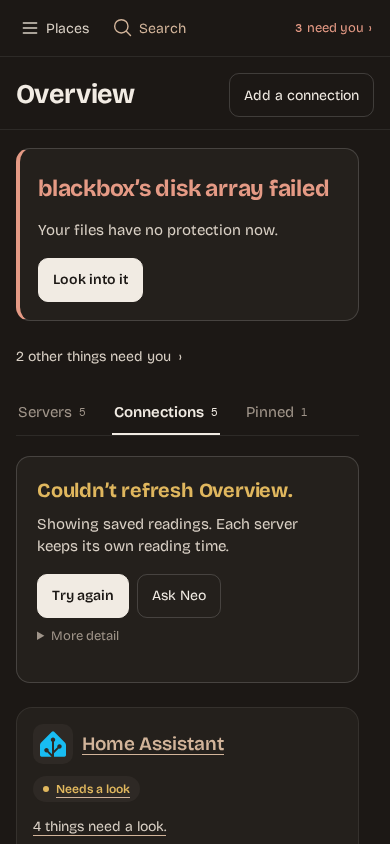 Places
Search
3 need you ›
Overview
Add a connection
blackbox’s disk array failed
Your files have no protection now.
Look into it
2 other things need you ›
Servers 5
Connections 5
Pinned 1
Couldn’t refresh Overview.
Showing saved readings. Each server
keeps its own reading time.
Try again
Ask Neo
More detail
Home Assistant
Needs a look
4 things need a look.